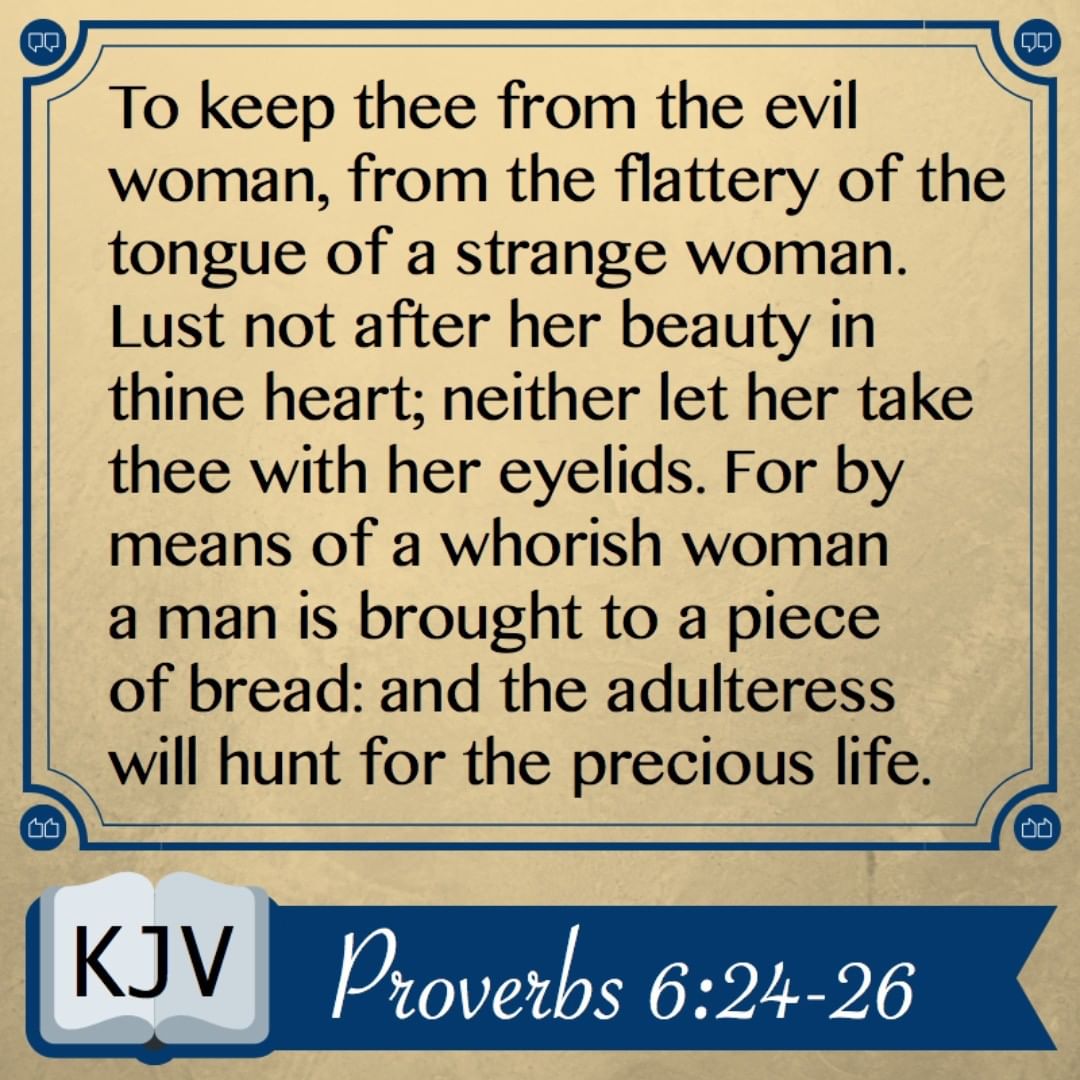 To keep thee from the evil
woman, from the flattery of the
tongue of a strange woman.
Lust not after her beauty in
thine heart; neither let her take
thee with her eyelids. For by
means of a whorish woman
a man is brought to a piece
of bread: and the adulteress
will hunt for the precious life.
KJV
Proverbs 6:24-26